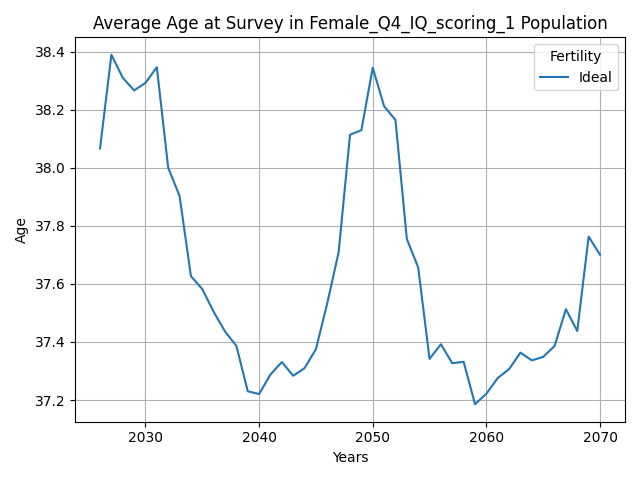 Average Age at Survey in Female_Q4_IQ_scoring_1 Population
Fertility
Ideal
38.4
38.2
38.0
37.8
37.6
37.4
37.2
Age
2030 2040 2050 2060 2070
Years